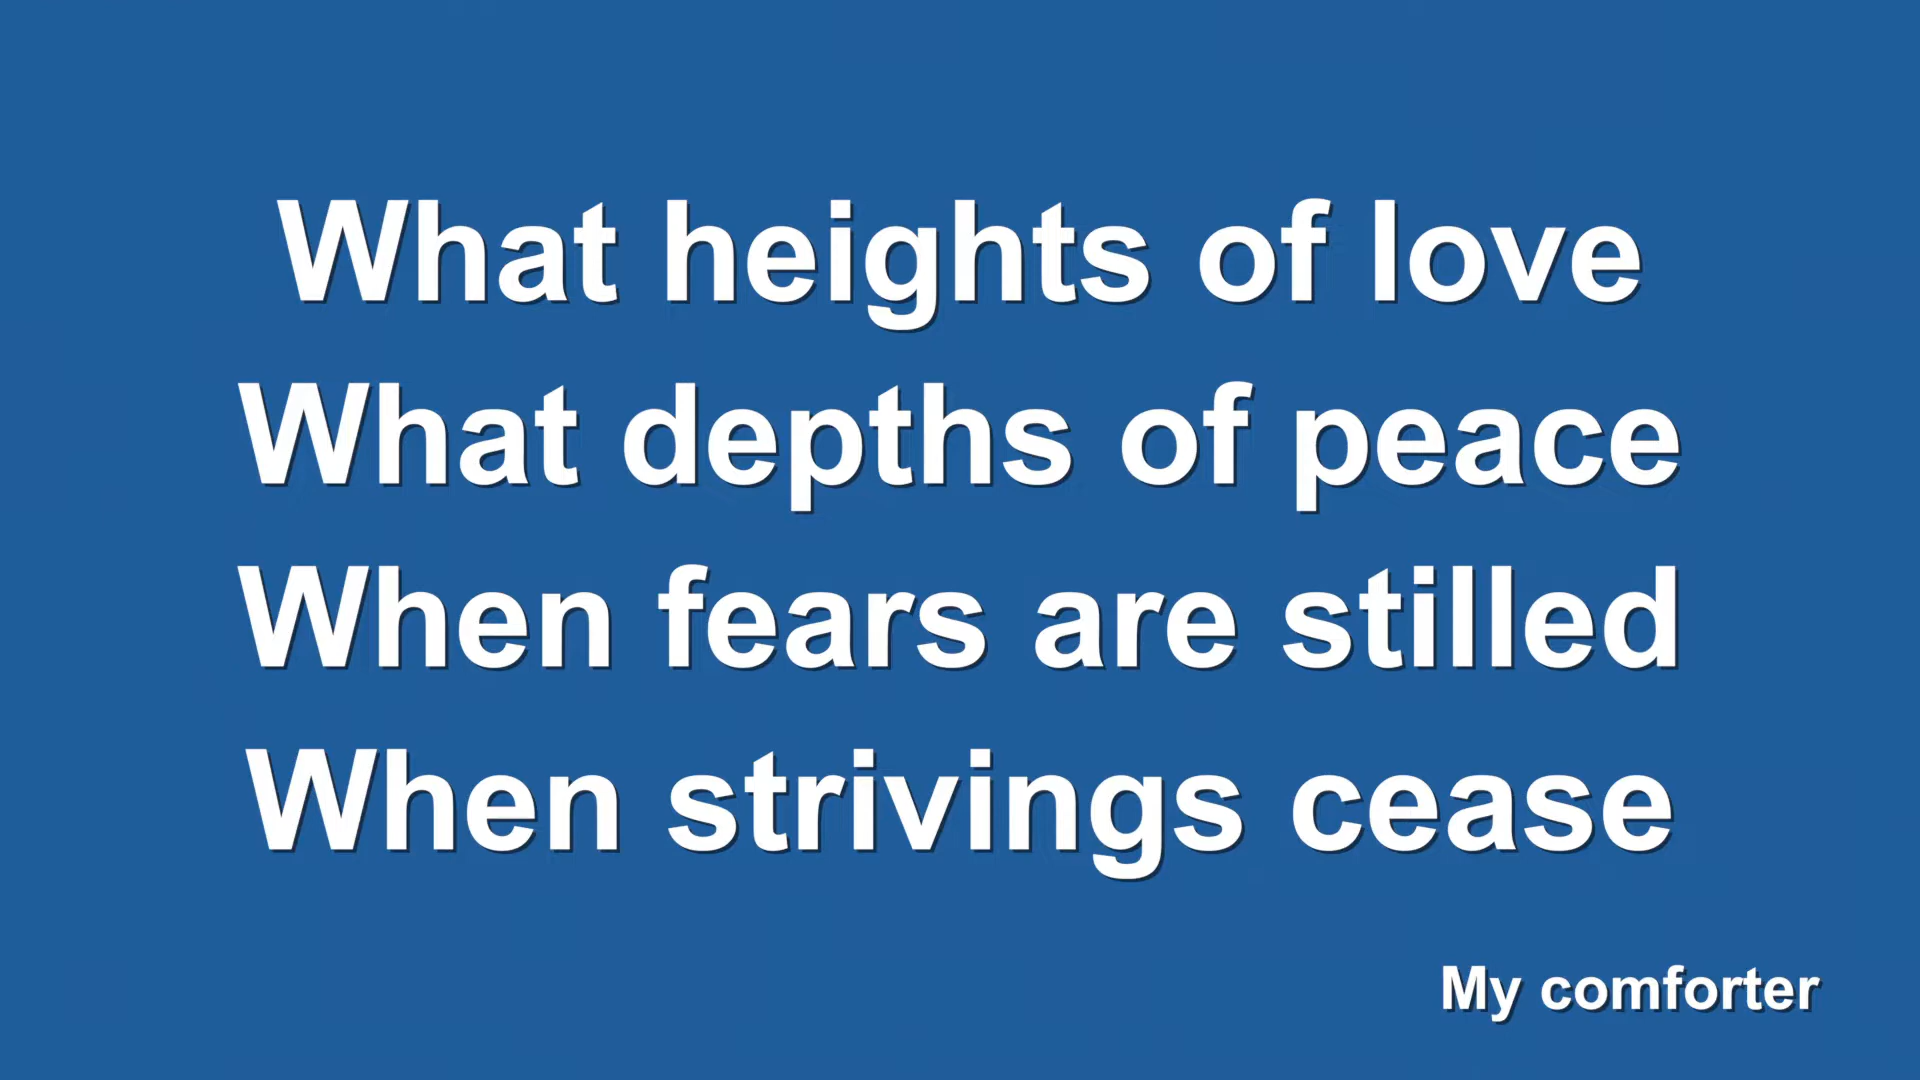 What heights of love
What depths of peace
When fears are stilled
When strivings cease
My comforter